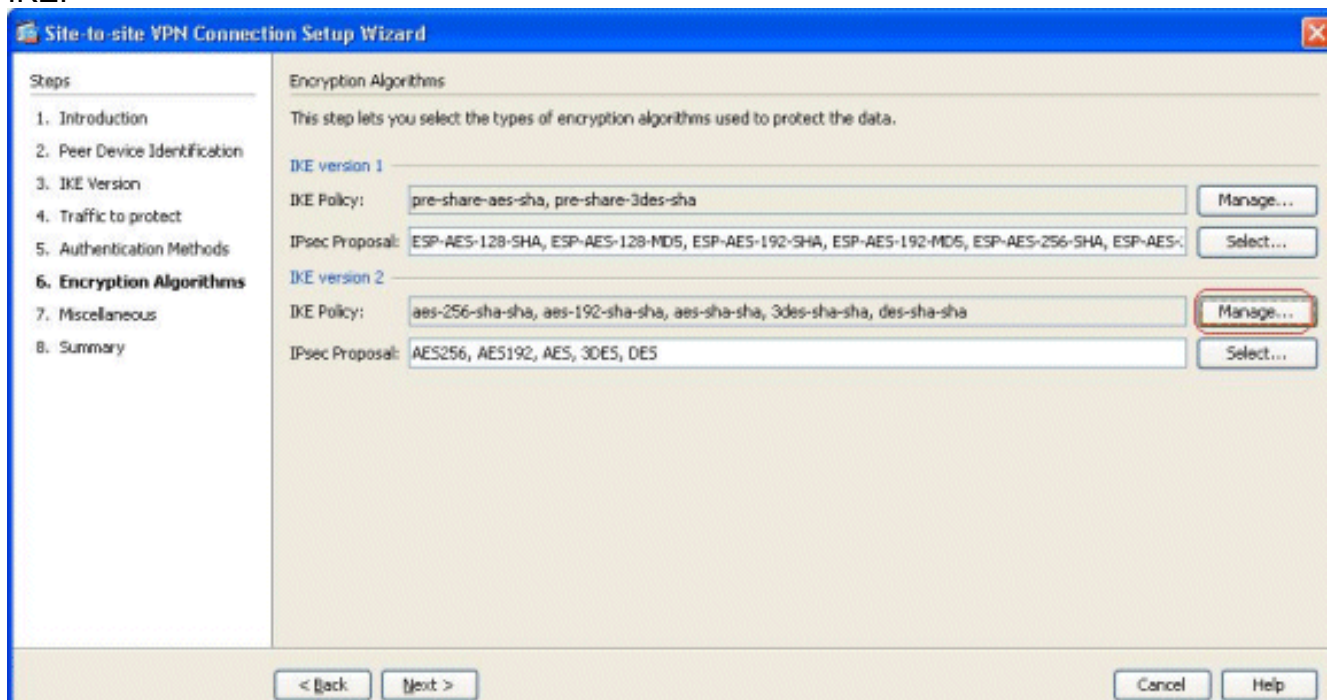 IKE.
Site-to-site VPN Connection Setup Wizard
Steps
1. Introduction
2. Peer Device Identification
3. IKE Version
4. Traffic to protect
5. Authentication Methods
6. Encryption Algorithms
7. Miscellaneous
8. Summary
Encryption Algorithms
This step lets you select the types of encryption algorithms used to protect the data.
IKE version 1
IKE Policy: pre-share-aes-sha, pre-share-3des-sha Manage...
IPsec Proposal: ESP-AES-128-SHA, ESP-AES-128-MD5, ESP-AES-192-SHA, ESP-AES-192-MD5, ESP-AES-256-SHA, ESP-AES- Select...
IKE version 2
IKE Policy: aes-256-sha-sha, aes-192-sha-sha, aes-sha-sha, 3des-sha-sha, des-sha-sha Manage...
IPsec Proposal: AES256, AES192, AES, 3DES, DES Select...
< Back Next > Cancel Help